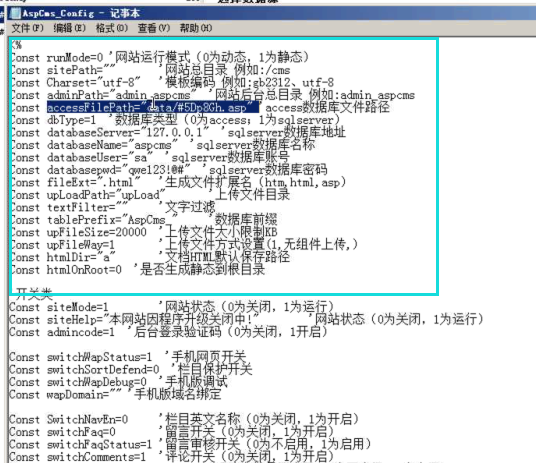 AspCms_Config - 记事本
文件(F) 编辑(E) 格式(O) 查看(V) 帮助(H)
<%
Const runMode=0 '网站运行模式（0为动态，1为静态）
Const sitePath="" '网站总目录 例如:/cms
Const Charset="utf-8" '模板编码 例如:gb2312、utf-8
Const adminPath="admin_aspcms" '网站后台总目录 例如:admin_aspcms
Const accessFilePath="data/#5Dp8Gh.asp" 'access数据库文件路径
Const dbType=1 '数据库类型（0为access；1为sqlserver）
Const databaseServer="127.0.0.1" 'sqlserver数据库地址
Const databaseName="aspcms" 'sqlserver数据库名称
Const databaseUser="sa" 'sqlserver数据库账号
Const databasepwd="qwe123!@#" 'sqlserver数据库密码
Const fileExt=".html" '生成文件扩展名（htm,html,asp）
Const upLoadPath="upLoad" '上传文件目录
Const textFilter="" '文字过滤
Const tablePrefix="AspCms_" '数据库前缀
Const upFileSize=20000 '上传文件大小限制KB
Const upFileWay=1 '上传文件方式设置(1,无组件上传,)
Const htmlDir="a" '文档HTML默认保存路径
Const htmlOnRoot=0 '是否生成静态到根目录
'开关类
Const siteMode=1 '网站状态（0为关闭，1为运行）
Const siteHelp="本网站因程序升级关闭中!" '网站状态（0为关闭，1为运行）
Const admincode=1 '后台登录验证码（0为关闭，1开启）
Const switchWapStatus=1 '手机网页开关
Const switchSortDefend=0 '栏目保护开关
Const switchWapDebug=0 '手机版调试
Const wapDomain="" '手机版域名绑定
Const SwitchNavEn=0 '栏目英文名称（0为关闭，1为开启）
Const switchFaq=0 '留言开关（0为关闭，1为开启）
Const switchFaqStatus=1 '留言审核开关（0为不启用，1为启用）
Const switchComments=1 '评论开关（0为关闭，1为开启）